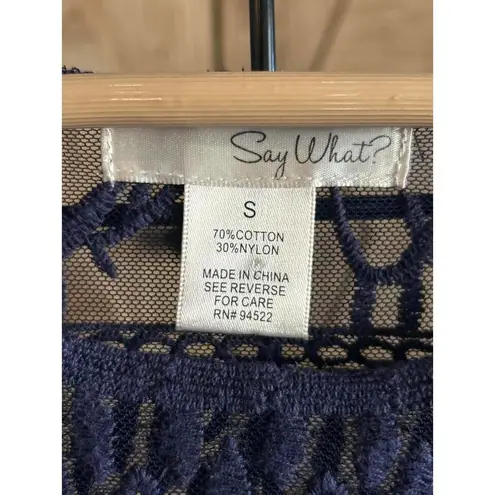 Say What?
S
70%COTTON
30%NYLON
MADE IN CHINA
SEE REVERSE
FOR CARE
RN# 94522